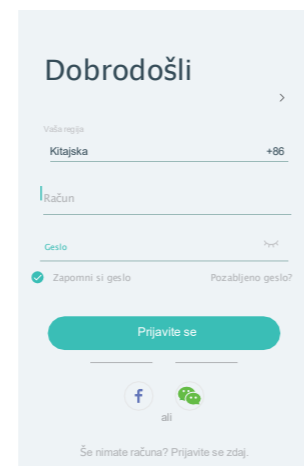 Dobrodošli
Vaša regija
Kitajska +86
Račun
Geslo
Zapomni si geslo Pozabljeno geslo?
Prijavite se
ali
Še nimate računa? Prijavite se zdaj.